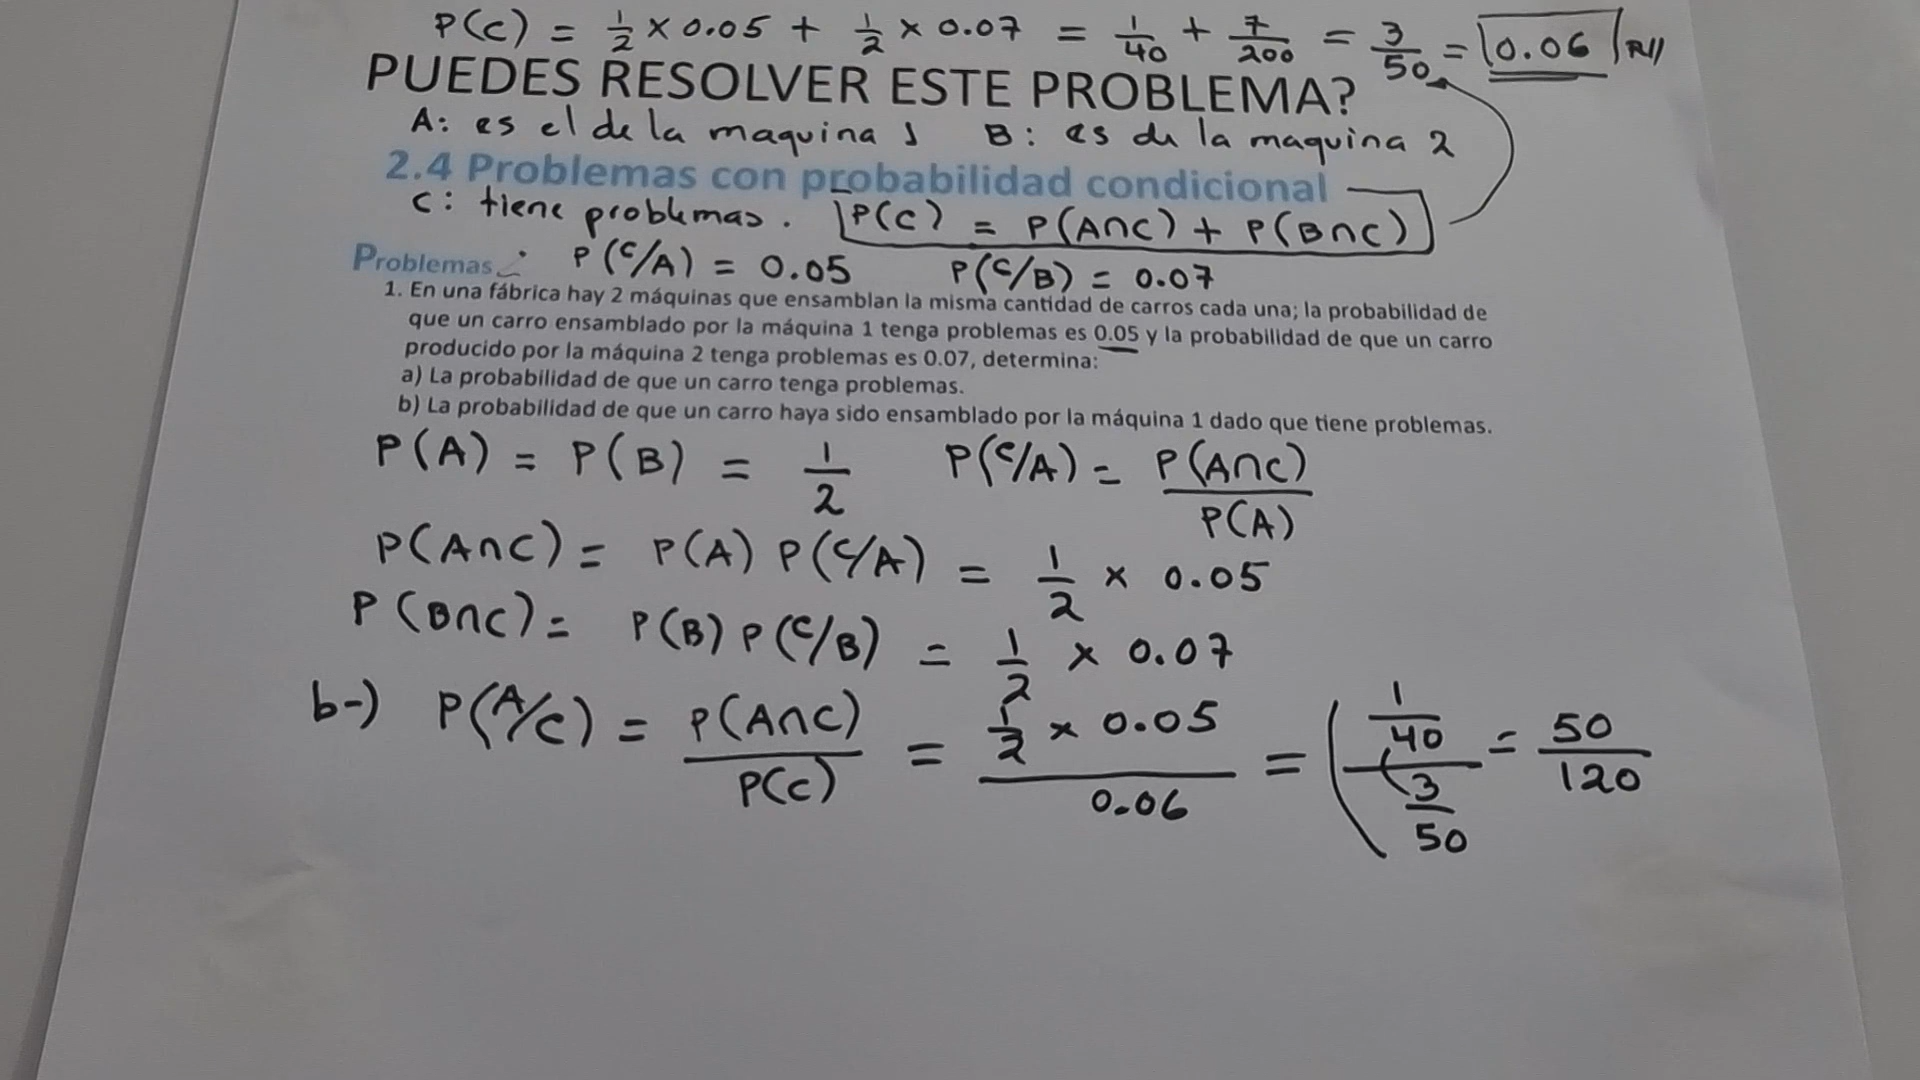 P(C) = 1/2 × 0.05 + 1/2 × 0.07 = 1/40 + 7/200 = 3/50 = 0.06 R//
PUEDES RESOLVER ESTE PROBLEMA?
A: es el de la maquina 1 B: es de la maquina 2
2.4 Problemas con probabilidad condicional
C: tiene problemas. P(C) = P(A∩C) + P(B∩C)
Problemas P(C/A) = 0.05 P(C/B) = 0.07
1. En una fábrica hay 2 máquinas que ensamblan la misma cantidad de carros cada una; la probabilidad de
que un carro ensamblado por la máquina 1 tenga problemas es 0.05 y la probabilidad de que un carro
producido por la máquina 2 tenga problemas es 0.07, determina:
a) La probabilidad de que un carro tenga problemas.
b) La probabilidad de que un carro haya sido ensamblado por la máquina 1 dado que tiene problemas.
P(A) = P(B) = 1/2 P(C/A) = P(A∩C)/P(A)
P(A∩C) = P(A) P(C/A) = 1/2 × 0.05
P(B∩C) = P(B) P(C/B) = 1/2 × 0.07
b-) P(A/C) = P(A∩C)/P(C) = 1/2 × 0.05/0.06 = (1/40)/(3/50) = 50/120